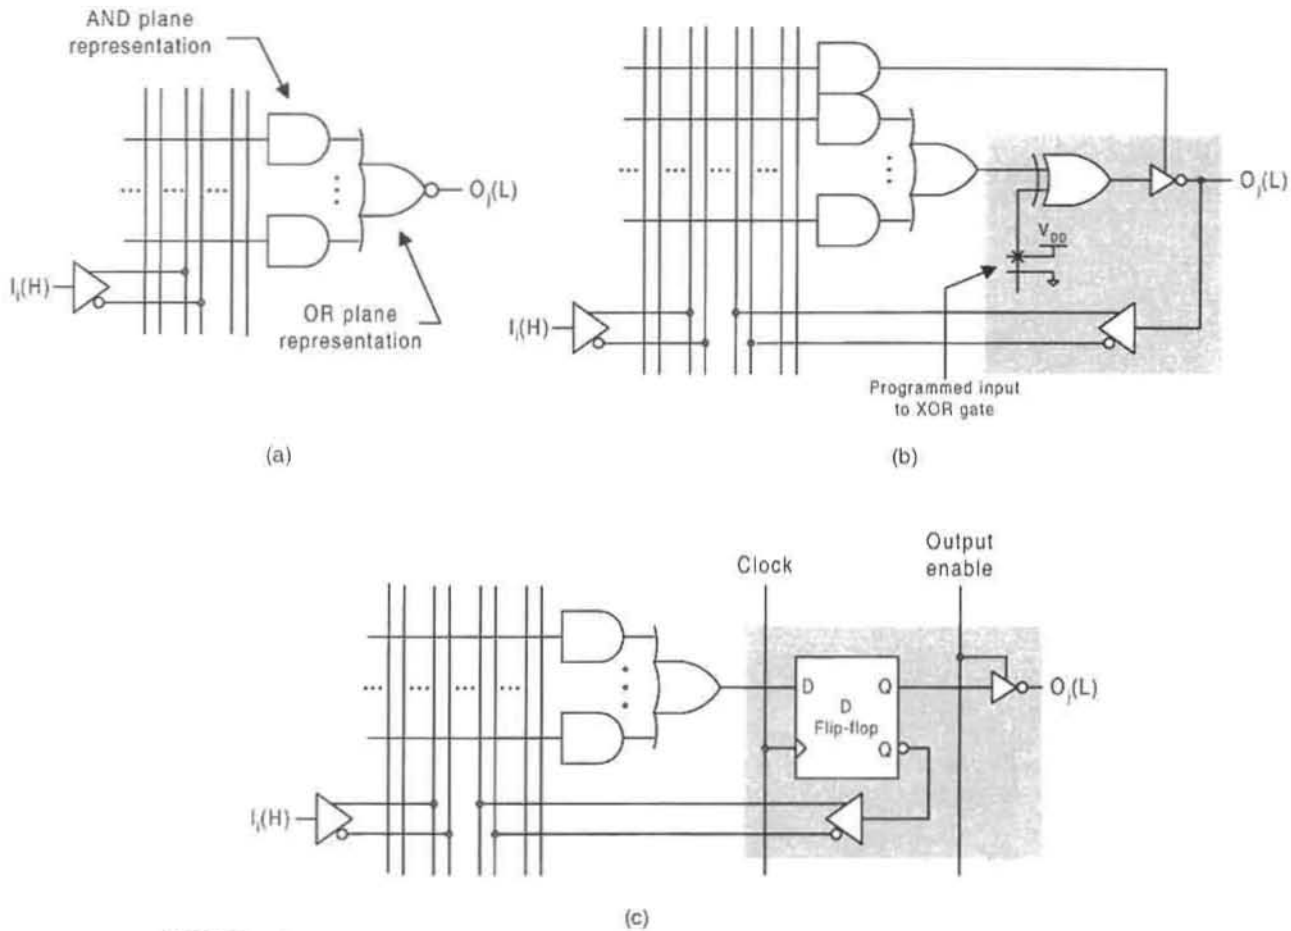 AND plane
representation
I_i(H)
O_j(L)
OR plane
representation
(a)
V_DD
O_j(L)
I_i(H)
Programmed input
to XOR gate
(b)
Clock
Output
enable
D
Q
D
Flip-flop
Q
O_j(L)
I_i(H)
(c)